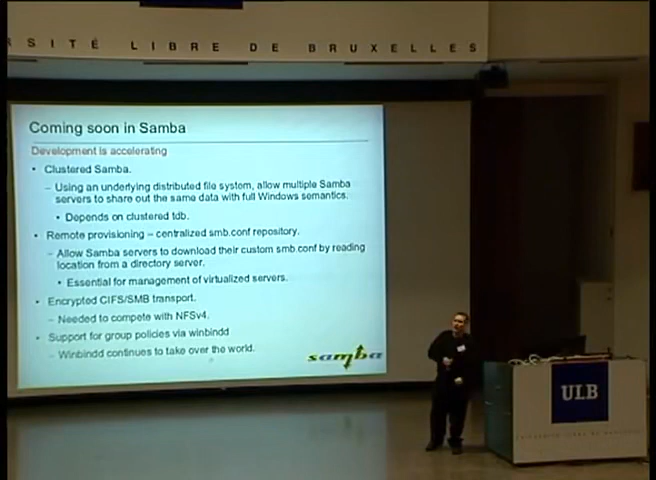 RSITÉ LIBRE DE BRUXELLES
Coming soon in Samba
Development is accelerating
• Clustered Samba.
– Using an underlying distributed file system, allow multiple Samba
servers to share out the same data with full Windows semantics.
• Depends on clustered tdb.
• Remote provisioning – centralized smb.conf repository.
– Allow Samba servers to download their custom smb.conf by reading
location from a directory server.
• Essential for management of virtualized servers.
• Encrypted CIFS/SMB transport.
– Needed to compete with NFSv4.
• Support for group policies via winbindd
– Winbindd continues to take over the world.
samba
ULB